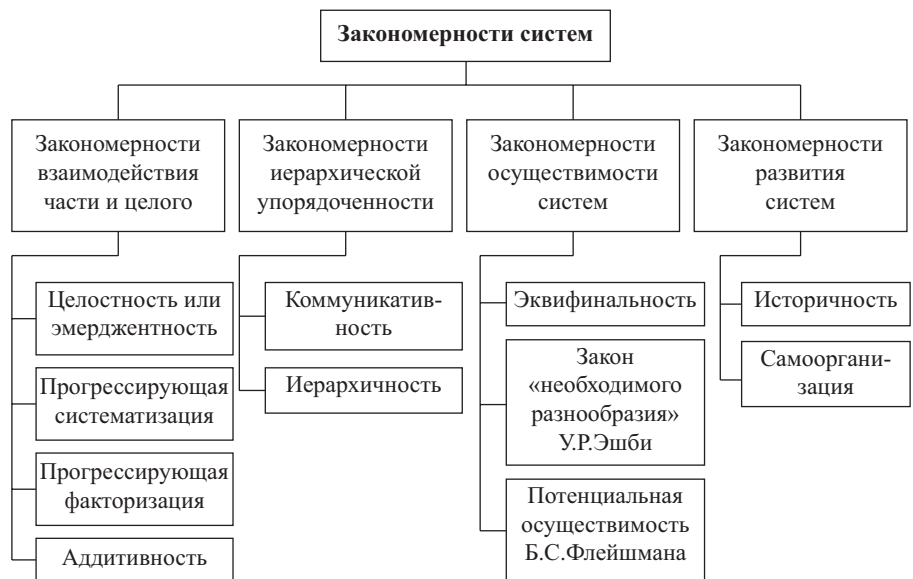 Закономерности систем
Закономерности
взаимодействия
части и целого
Закономерности
иерархической
упорядоченности
Закономерности
осуществимости
систем
Закономерности
развития
систем
Целостность или
эмерджентность
Прогрессирующая
систематизация
Прогрессирующая
факторизация
Аддитивность
Коммуникатив-
ность
Иерархичность
Эквифинальность
Закон
«необходимого
разнообразия»
У.Р.Эшби
Потенциальная
осуществимость
Б.С.Флейшмана
Историчность
Самооргани-
зация